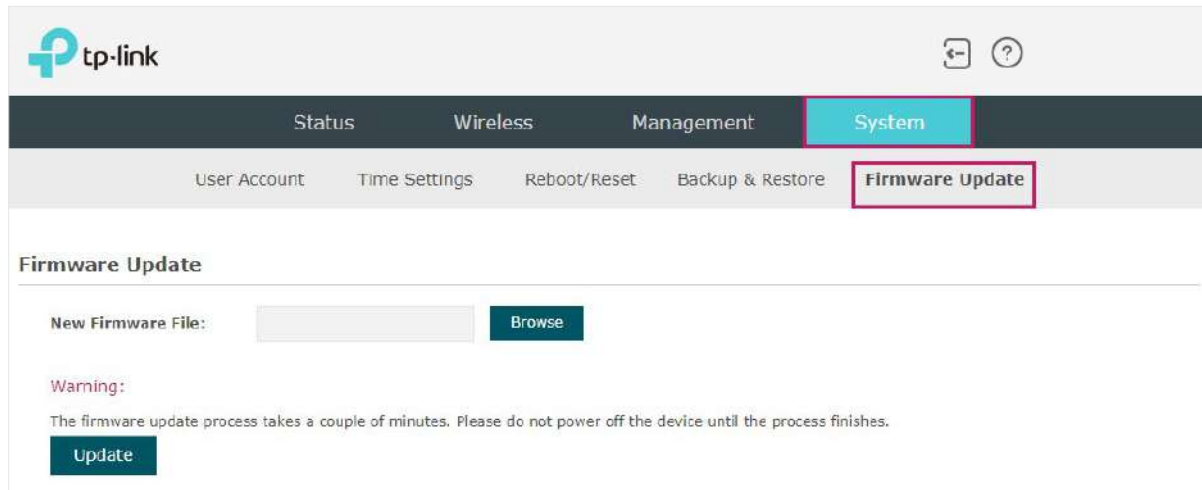 tp-link
?
Status Wireless Management System
User Account Time Settings Reboot/Reset Backup & Restore Firmware Update
Firmware Update
New Firmware File: Browse
Warning:
The firmware update process takes a couple of minutes. Please do not power off the device until the process finishes.
Update